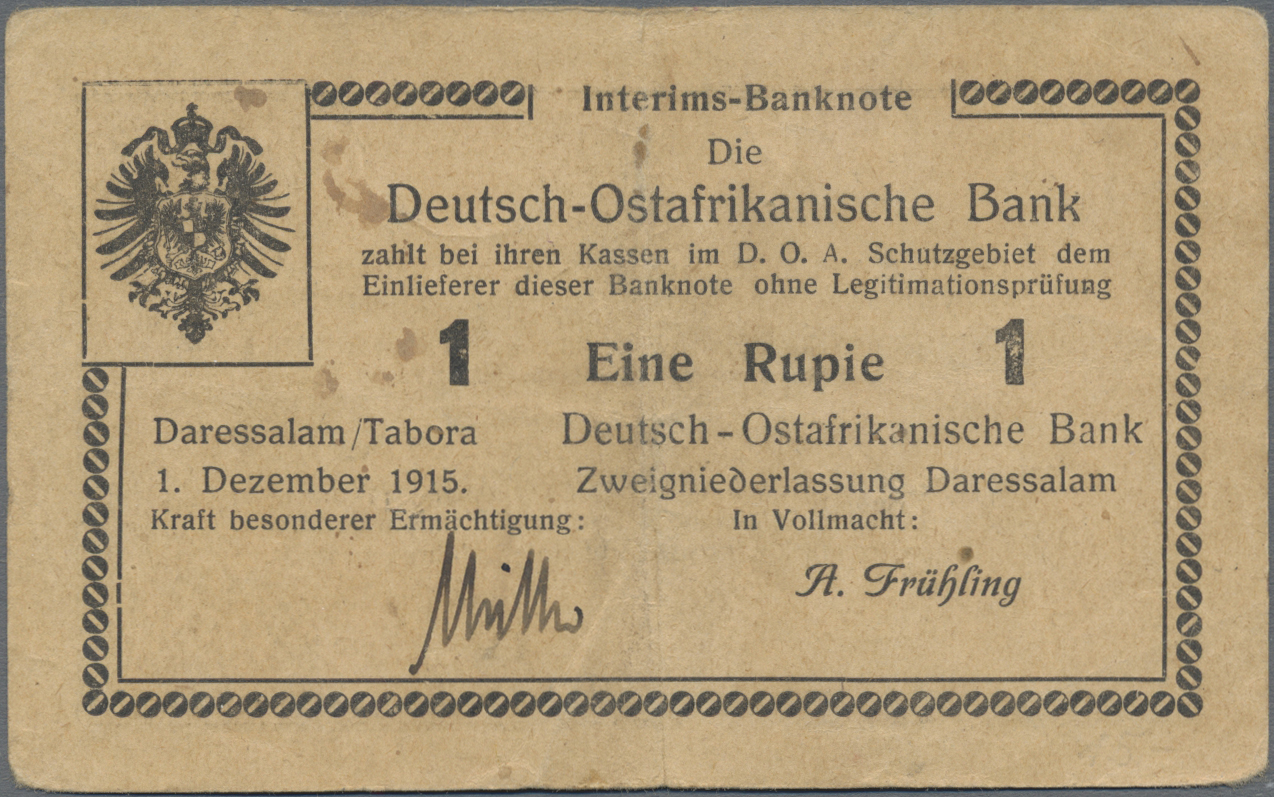 Interims-Banknote
Die
Deutsch-Ostafrikanische Bank
zahlt bei ihren Kassen im D. O. A. Schutzgebiet dem
Einlieferer dieser Banknote ohne Legitimationsprüfung
1 Eine Rupie 1
Daressalam/Tabora
1. Dezember 1915.
Kraft besonderer Ermächtigung:
Deutsch-Ostafrikanische Bank
Zweigniederlassung Daressalam
In Vollmacht:
A. Frühling